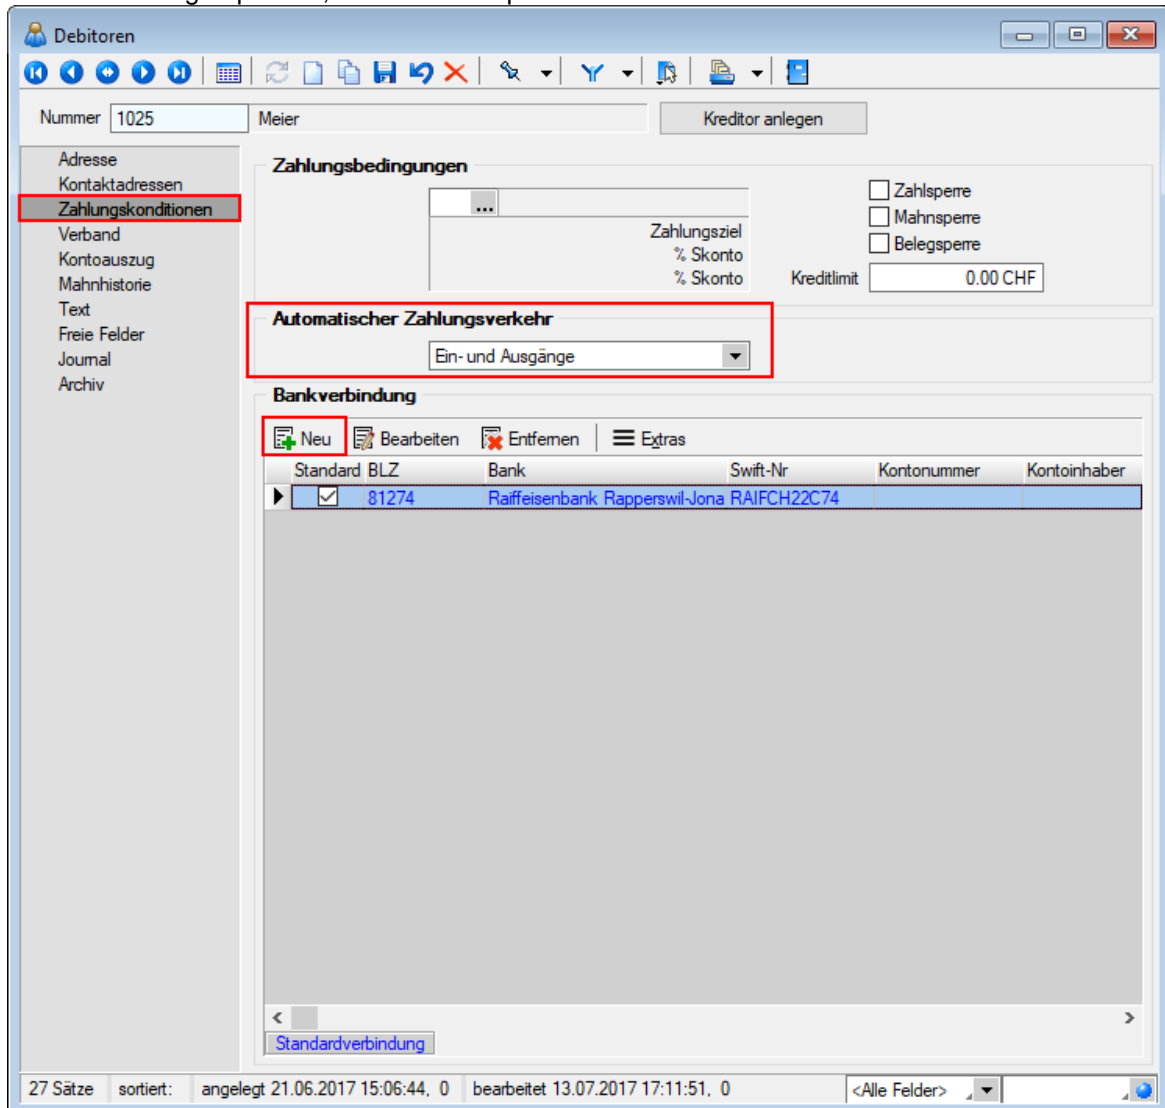 Debitoren
Nummer 1025 Meier Kreditor anlegen
Adresse
Kontaktadressen
Zahlungskonditionen
Verband
Kontoauszug
Mahnhistorie
Text
Freie Felder
Journal
Archiv
Zahlungsbedingungen
...
Zahlungsziel
% Skonto
% Skonto
Zahlsperre
Mahnsperre
Belegsperre
Kreditlimit 0.00 CHF
Automatischer Zahlungsverkehr
Ein- und Ausgänge
Bankverbindung
Neu Bearbeiten Entfernen Extras
Standard BLZ Bank Swift-Nr Kontonummer Kontoinhaber
81274 Raiffeisenbank Rapperswil-Jona RAIFCH22C74
Standardverbindung
27 Sätze sortiert: angelegt 21.06.2017 15:06:44, 0 bearbeitet 13.07.2017 17:11:51, 0 <Alle Felder>